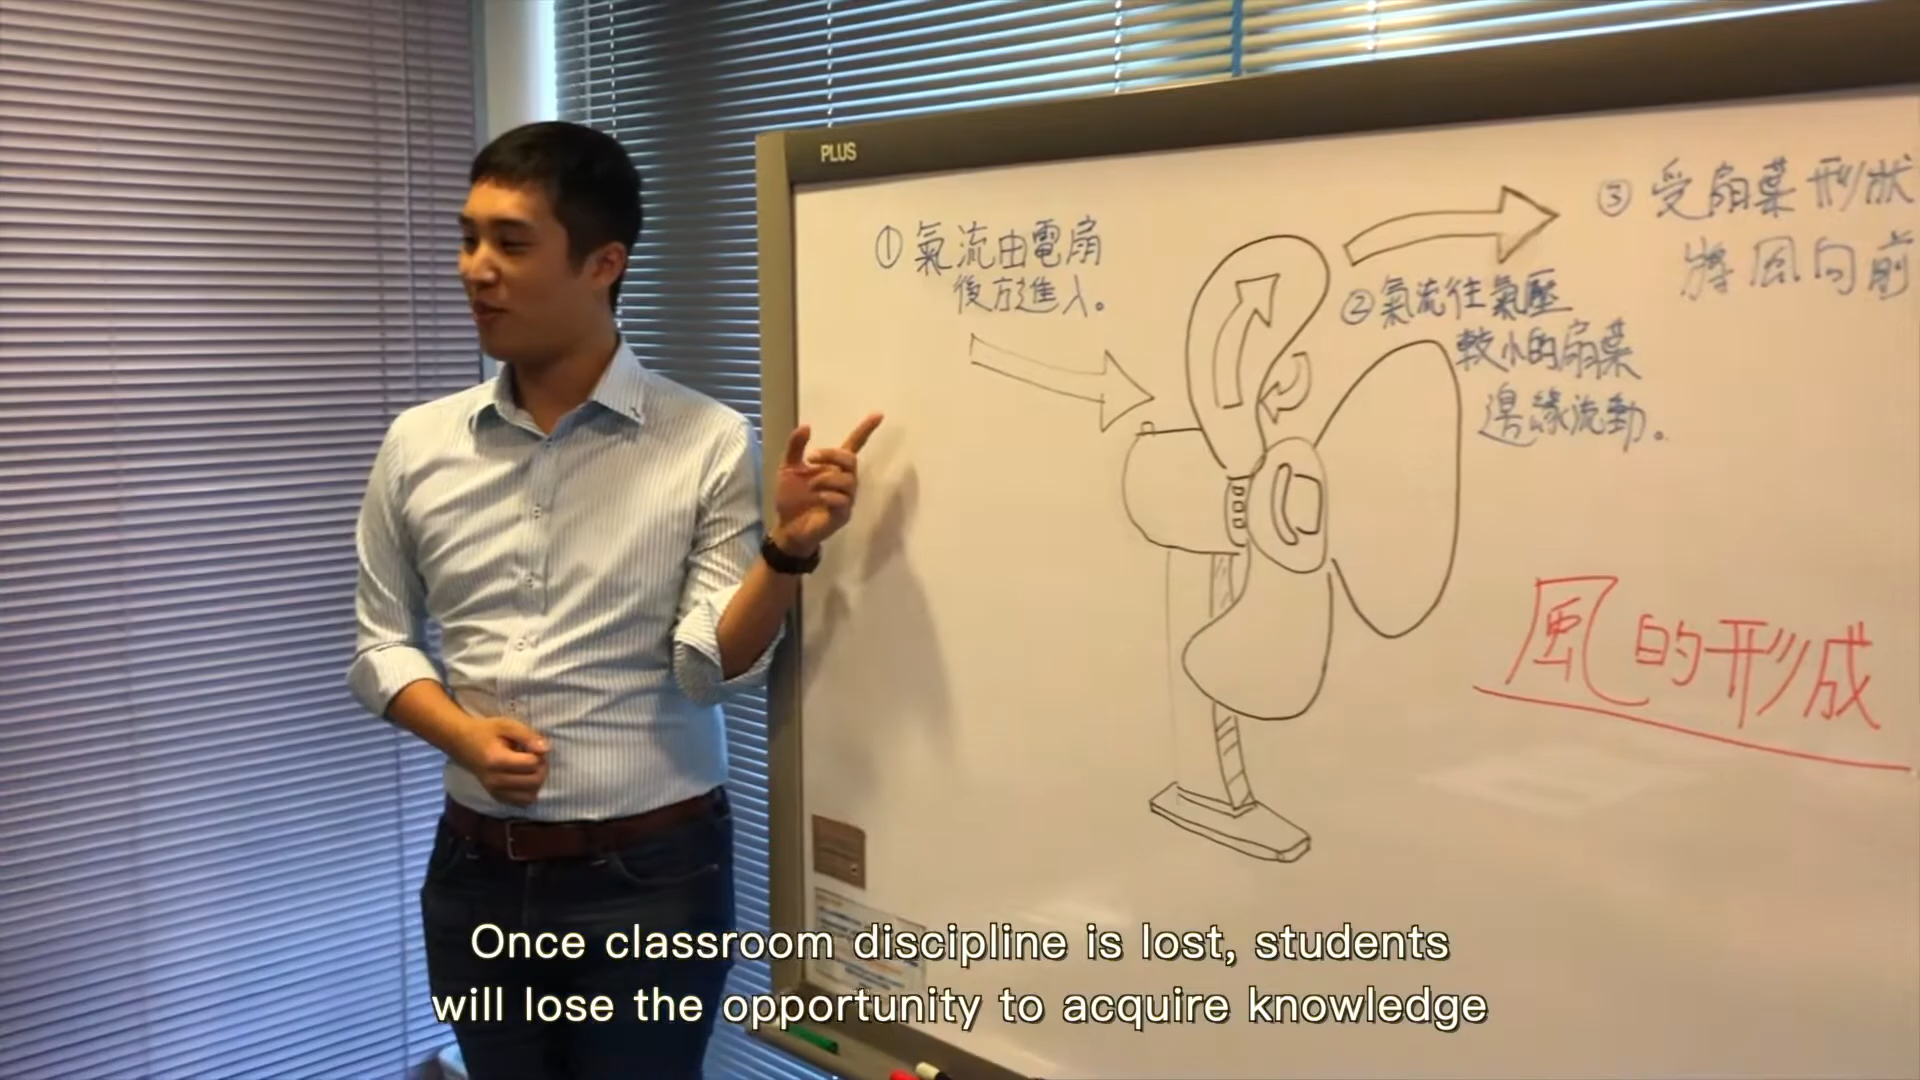 PLUS
① 氣流由電扇
後方進入。
② 氣流往氣壓
較小的扇葉
邊緣流動。
③ 受扇葉形狀
將風向前
風的形成
Once classroom discipline is lost, students
will lose the opportunity to acquire knowledge